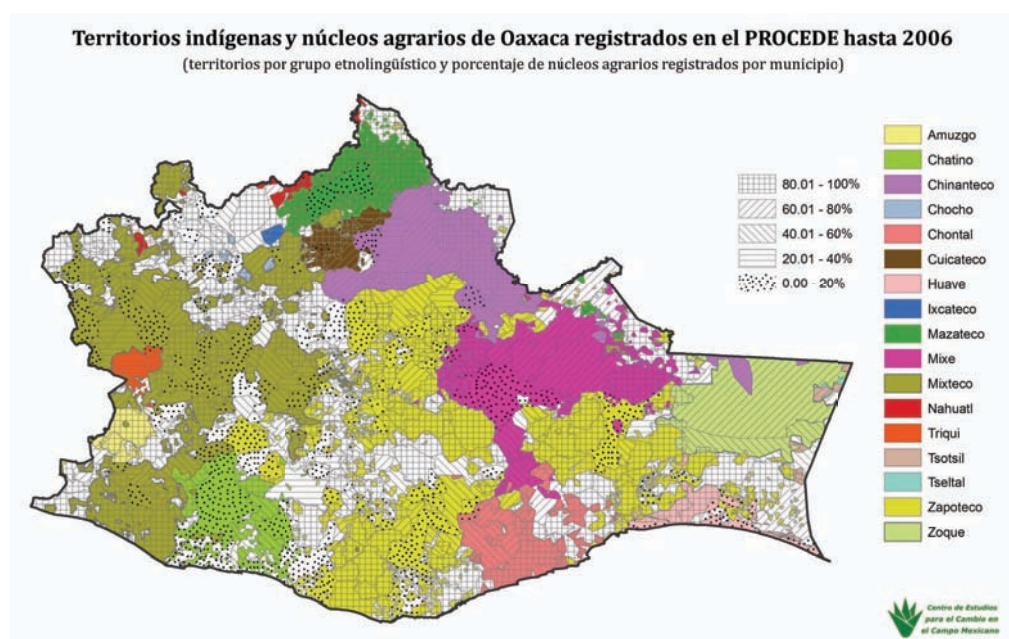 Territorios indígenas y núcleos agrarios de Oaxaca registrados en el PROCEDE hasta 2006
(territorios por grupo etnolingüístico y porcentaje de núcleos agrarios registrados por municipio)
80.01 - 100%
60.01 - 80%
40.01 - 60%
20.01 - 40%
0.00 - 20%
Amuzgo
Chatino
Chinanteco
Chocho
Chontal
Cuicateco
Huave
Ixcateco
Mazateco
Mixe
Mixteco
Nahuatl
Triqui
Tsotsil
Tseltal
Zapoteco
Zoque
Centro de Estudios
para el Cambio en
el Campo Mexicano